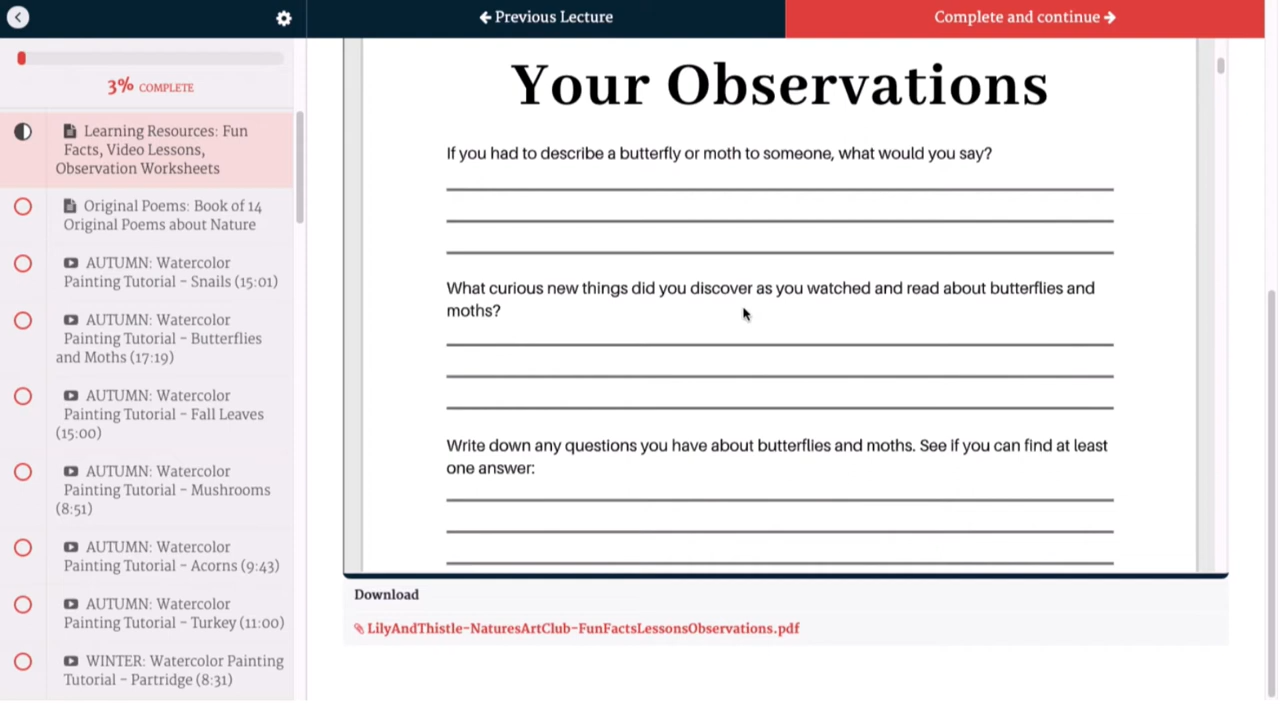 Previous Lecture
Complete and continue
3% COMPLETE
Learning Resources: Fun
Facts, Video Lessons,
Observation Worksheets
Original Poems: Book of 14
Original Poems about Nature
AUTUMN: Watercolor
Painting Tutorial - Snails (15:01)
AUTUMN: Watercolor
Painting Tutorial - Butterflies
and Moths (17:19)
AUTUMN: Watercolor
Painting Tutorial - Fall Leaves
(15:00)
AUTUMN: Watercolor
Painting Tutorial - Mushrooms
(8:51)
AUTUMN: Watercolor
Painting Tutorial - Acorns (9:43)
AUTUMN: Watercolor
Painting Tutorial - Turkey (11:00)
WINTER: Watercolor Painting
Tutorial - Partridge (8:31)
Your Observations
If you had to describe a butterfly or moth to someone, what would you say?
What curious new things did you discover as you watched and read about butterflies and
moths?
Write down any questions you have about butterflies and moths. See if you can find at least
one answer:
Download
LilyAndThistle-NaturesArtClub-FunFactsLessonsObservations.pdf